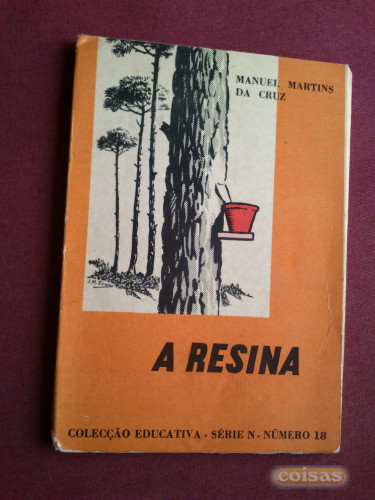 MANUEL MARTINS
DA CRUZ
A RESINA
COLECÇÃO EDUCATIVA - SÉRIE N - NÚMERO 18
coisas